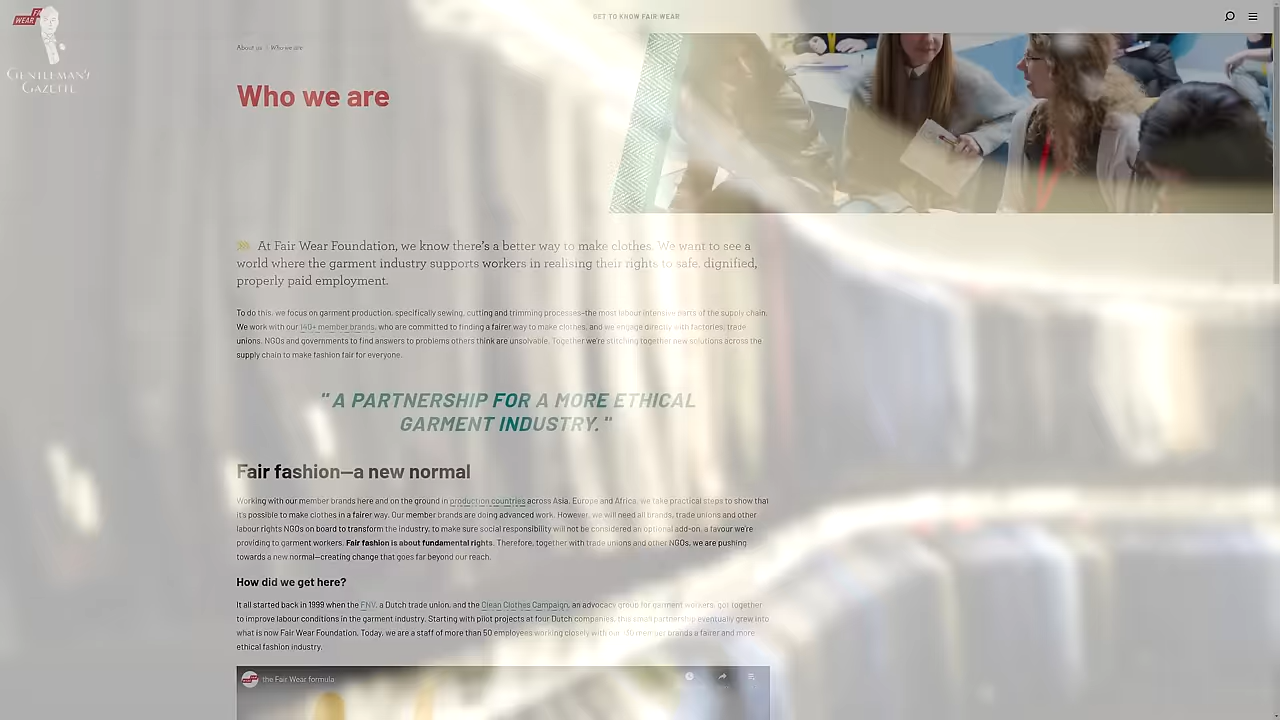 FAIR
WEAR
GENTLEMAN'S
GAZETTE
GET TO KNOW FAIR WEAR
About us Who we are
Who we are
At Fair Wear Foundation, we know there's a better way to make clothes. We want to see a
world where the garment industry supports workers in realising their rights to safe, dignified,
properly paid employment.
To do this, we focus on garment production, specifically sewing, cutting and trimming processes–the most labour intensive parts of the supply chain.
We work with our 140+ member brands, who are committed to finding a fairer way to make clothes, and we engage directly with factories, trade
unions, NGOs and governments to find answers to problems others think are unsolvable. Together we're stitching together new solutions across the
supply chain to make fashion fair for everyone.
" A PARTNERSHIP FOR A MORE ETHICAL
GARMENT INDUSTRY. "
Fair fashion—a new normal
Working with our member brands here and on the ground in production countries across Asia, Europe and Africa, we take practical steps to show that
it's possible to make clothes in a fairer way. Our member brands are doing advanced work. However, we will need all brands, trade unions and other
labour rights NGOs on board to transform the industry, to make sure social responsibility will not be considered an optional add-on, a favour we're
providing to garment workers. Fair fashion is about fundamental rights. Therefore, together with trade unions and other NGOs, we are pushing
towards a new normal—creating change that goes far beyond our reach.
How did we get here?
It all started back in 1999 when the FNV, a Dutch trade union, and the Clean Clothes Campaign, an advocacy group for garment workers, got together
to improve labour conditions in the garment industry. Starting with pilot projects at four Dutch companies, this small partnership eventually grew into
what is now Fair Wear Foundation. Today, we are a staff of more than 50 employees working closely with our member brands a fairer and more
ethical fashion industry.
the Fair Wear formula